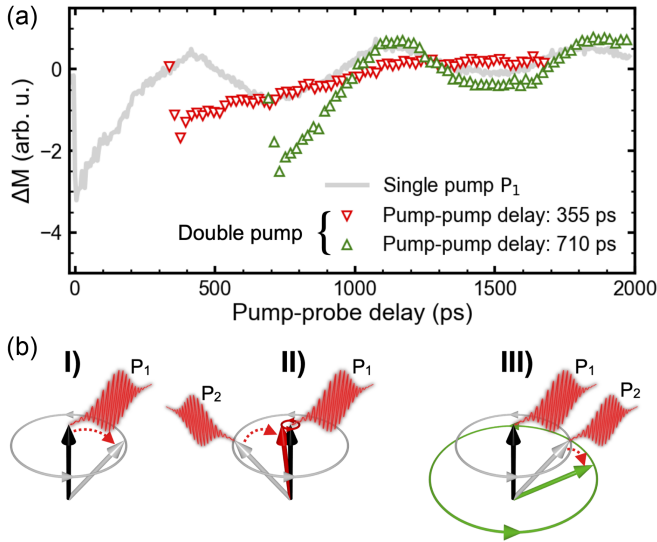 (a)
ΔM (arb. u.)
0
−2
−4
Single pump P₁
Double pump {
Pump-pump delay: 355 ps
Pump-pump delay: 710 ps
0 500 1000 1500 2000
Pump-probe delay (ps)
(b)
I)
P₁
II)
P₂
P₁
III)
P₁
P₂